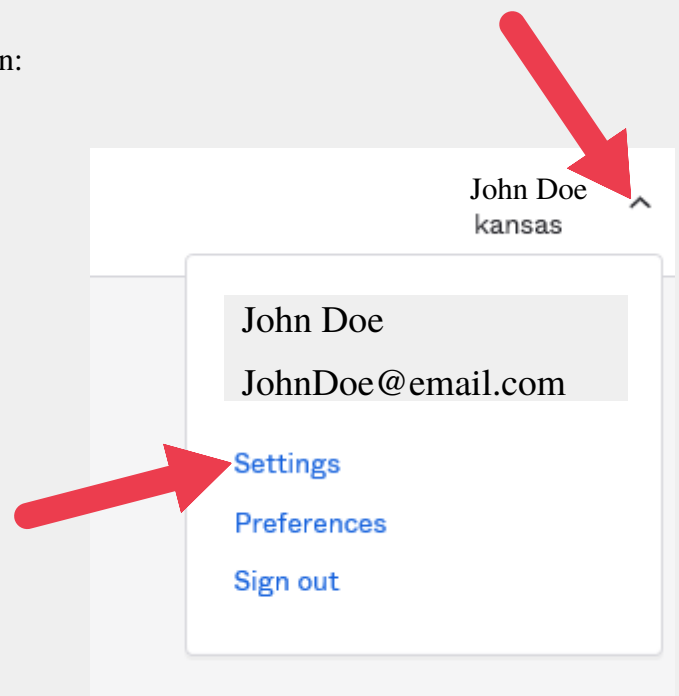 n:
John Doe
kansas
John Doe
JohnDoe@email.com
Settings
Preferences
Sign out